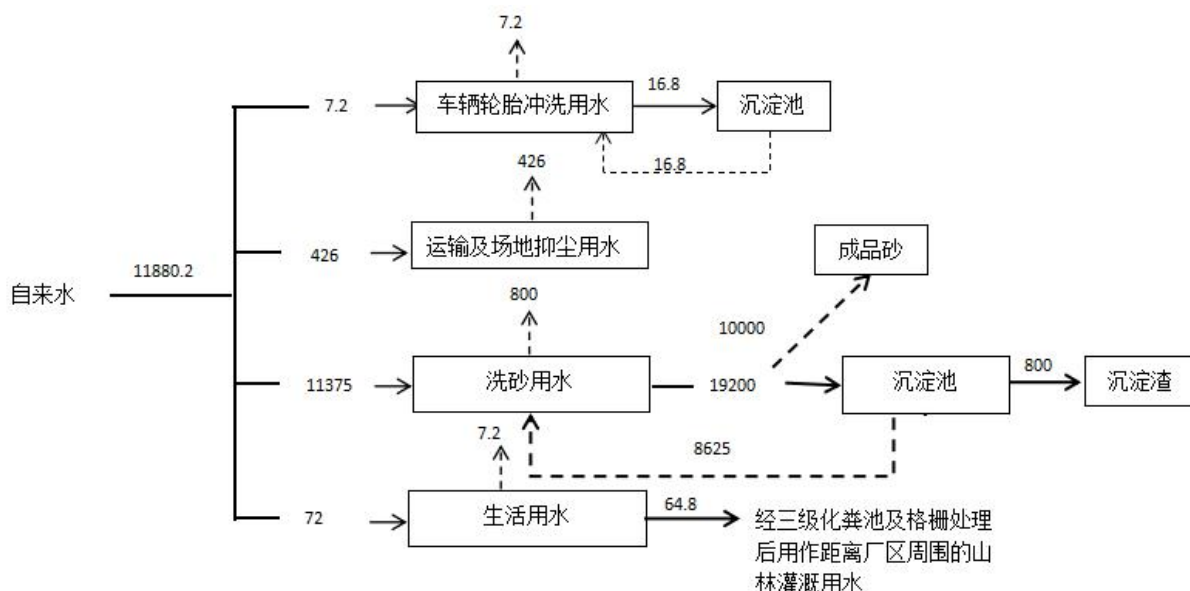 7.2
7.2
车辆轮胎冲洗用水
16.8
沉淀池
16.8
426
426
运输及场地抑尘用水
成品砂
自来水
11880.2
800
10000
11375
洗砂用水
19200
沉淀池
800
沉淀渣
7.2
8625
72
生活用水
64.8
经三级化粪池及格栅处理
后用作距离厂区周围的山
林灌溉用水